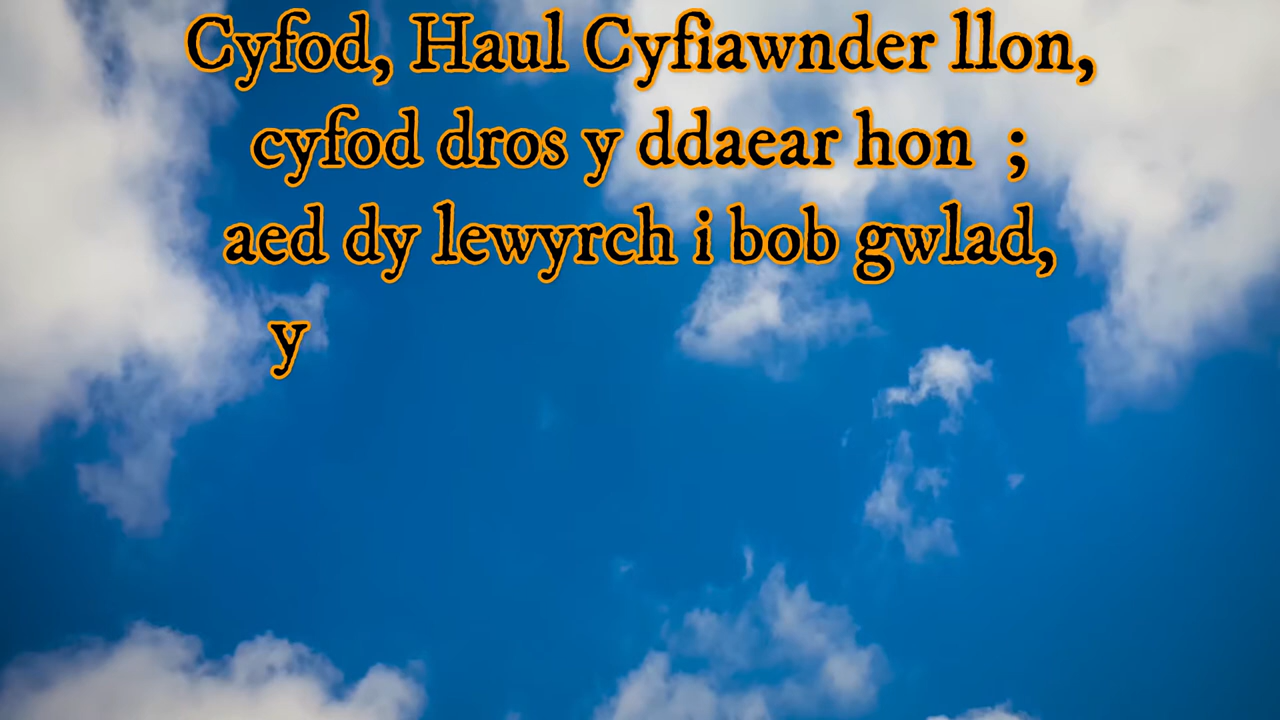 Cyfod, Haul Cyfiawnder llon,
cyfod dros y ddaear hon ;
aed dy lewyrch i bob gwlad,
y